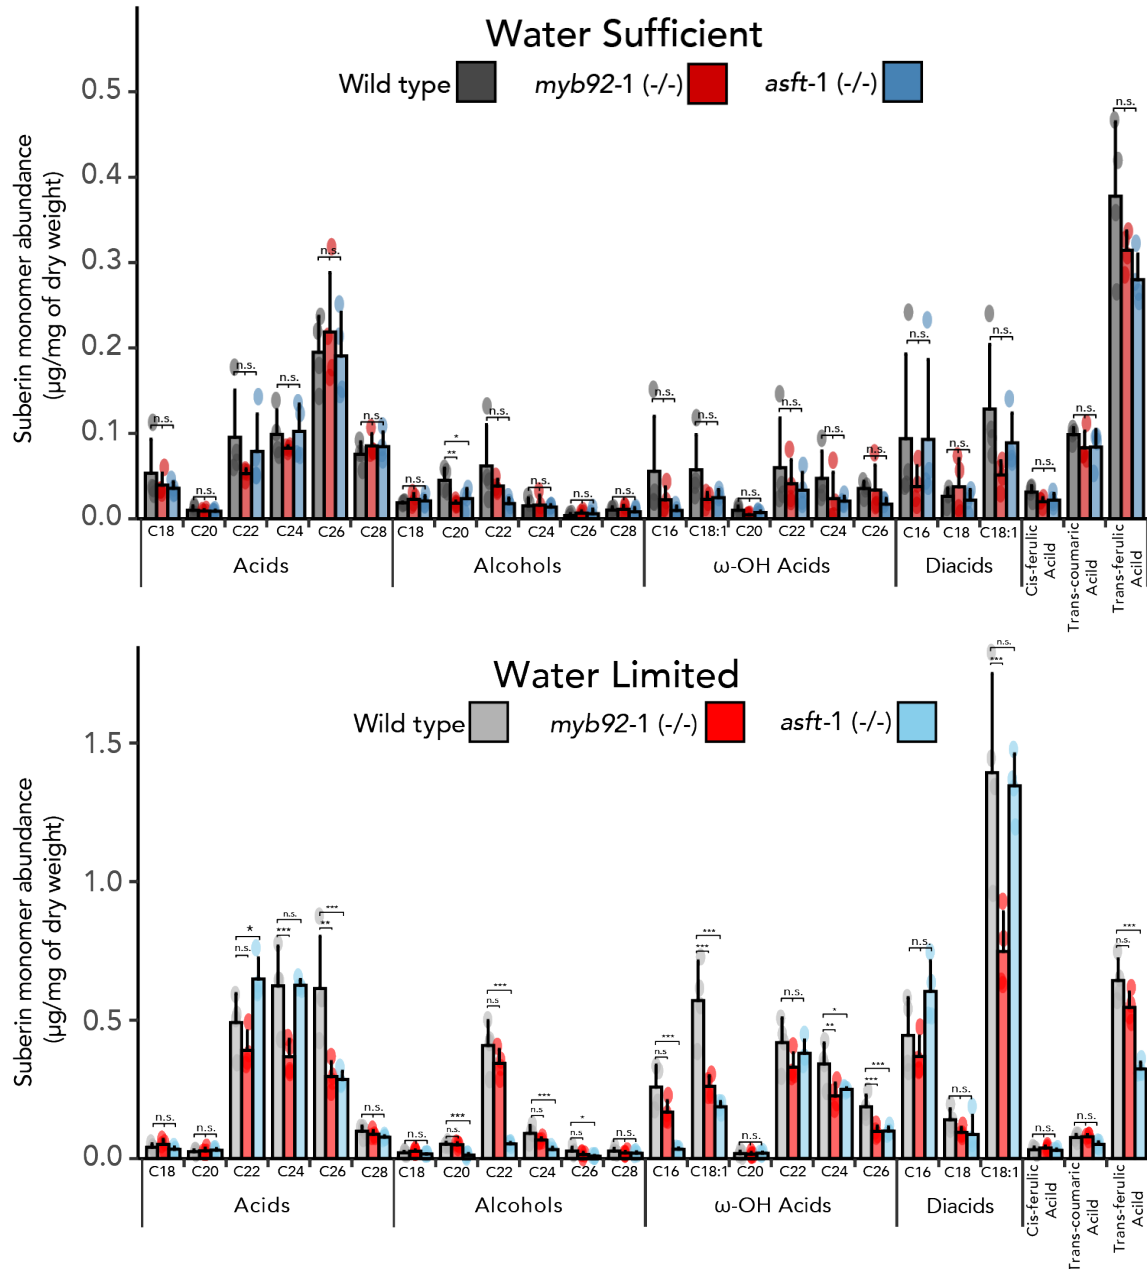 Water Sufficient
Wild type myb92-1 (-/-) asft-1 (-/-)
Suberin monomer abundance
(µg/mg of dry weight)
0.5
0.4
0.3
0.2
0.1
0.0
n.s. n.s. n.s. n.s. n.s. n.s. n.s. ** * n.s. n.s. n.s. n.s. n.s. n.s. n.s. n.s. n.s. n.s. n.s. n.s. n.s. n.s. n.s. n.s.
C18 C20 C22 C24 C26 C28 C18 C20 C22 C24 C26 C28 C16 C18:1 C20 C22 C24 C26 C16 C18 C18:1
Acids Alcohols ω-OH Acids Diacids
Cis-ferulic
Acild
Trans-coumaric
Acild
Trans-ferulic
Acild
Water Limited
Wild type myb92-1 (-/-) asft-1 (-/-)
Suberin monomer abundance
(µg/mg of dry weight)
1.5
1.0
0.5
0.0
n.s. n.s. n.s. * *** n.s. ** *** n.s. n.s. n.s. *** n.s *** n.s. *** n.s. * n.s. n.s *** *** *** n.s. n.s. ** * *** *** n.s. n.s. *** n.s. n.s. n.s. n.s. ***
C18 C20 C22 C24 C26 C28 C18 C20 C22 C24 C26 C28 C16 C18:1 C20 C22 C24 C26 C16 C18 C18:1
Acids Alcohols ω-OH Acids Diacids
Cis-ferulic
Acild
Trans-coumaric
Acild
Trans-ferulic
Acild